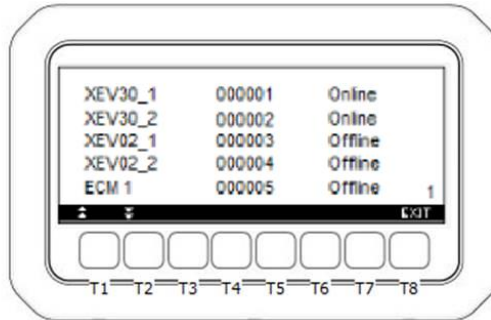 XEV30_1 000001 Online
XEV30_2 000002 Online
XEV02_1 000003 Offline
XEV02_2 000004 Offline
ECM 1 000005 Offline 1
EXIT
T1 T2 T3 T4 T5 T6 T7 T8